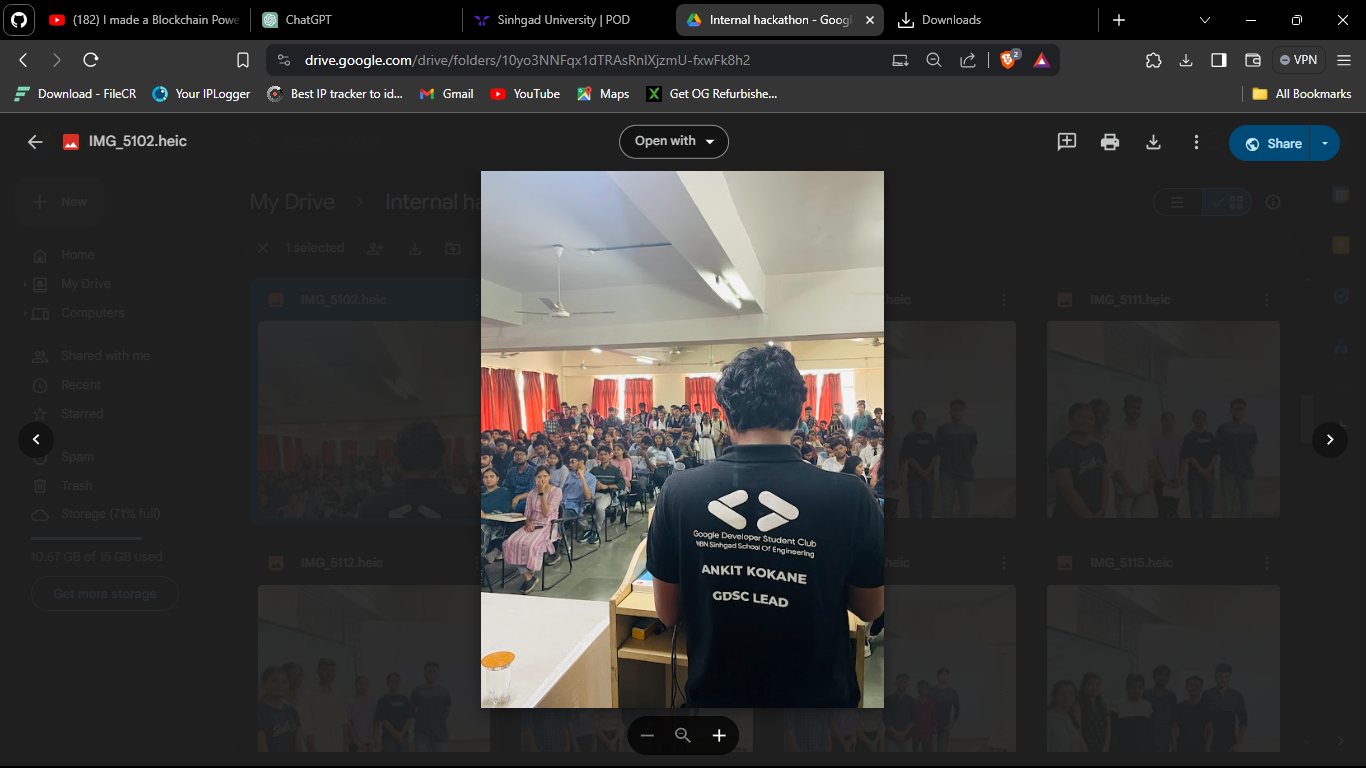 (182) I made a Blockchain Powe
ChatGPT
Sinhgad University | POD
Internal hackathon - Googl
Downloads
drive.google.com/drive/folders/10yo3NNFqx1dTRAsRnlXjzmU-fxwFk8h2
2
VPN
Download - FileCR
Your IPLogger
Best IP tracker to id...
Gmail
YouTube
Maps
Get OG Refurbishe...
All Bookmarks
IMG_5102.heic
Open with
Share
New
My Drive > Internal ha
1 selected
Home
My Drive
Computers
Shared with me
Recent
Starred
Spam
Trash
Storage (71% full)
10.67 GB of 15 GB used
Get more storage
IMG_5102.heic
heic
IMG_5111.heic
Google Developer Student Club
NBN Sinhgad School Of Engineering
ANKIT KOKANE
GDSC LEAD
IMG_5112.heic
heic
IMG_5115.heic